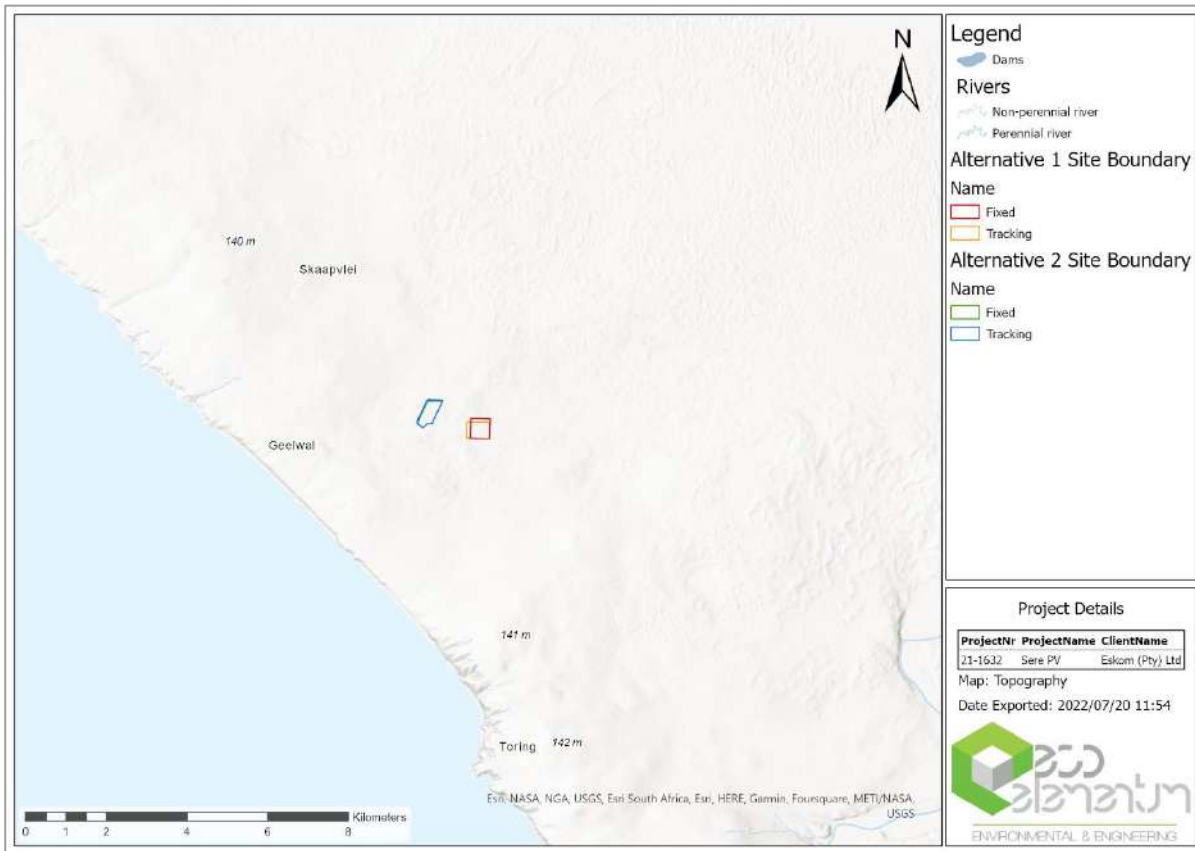 N
140 m
Skaapvlei
Geelwal
141 m
Toring
142 m
Esri, NASA, NGA, USGS, Esri South Africa, Esri, HERE, Garmin, Foursquare, METI/NASA,
USGS
Kilometers
0 1 2 4 6 8
Legend
Dams
Rivers
Non-perennial river
Perennial river
Alternative 1 Site Boundary
Name
Fixed
Tracking
Alternative 2 Site Boundary
Name
Fixed
Tracking
Project Details
ProjectNr ProjectName ClientName
21-1632 Sere PV Eskom (Pty) Ltd
Map: Topography
Date Exported: 2022/07/20 11:54
eco
elementum
ENVIRONMENTAL & ENGINEERING